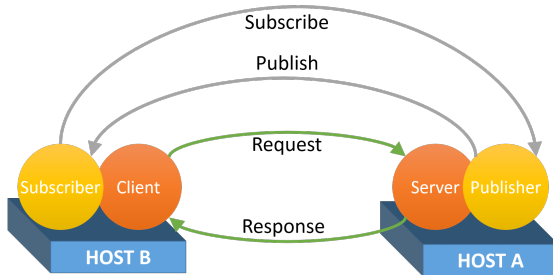 Subscribe
Publish
Request
Subscriber
Client
Server
Publisher
Response
HOST B
HOST A